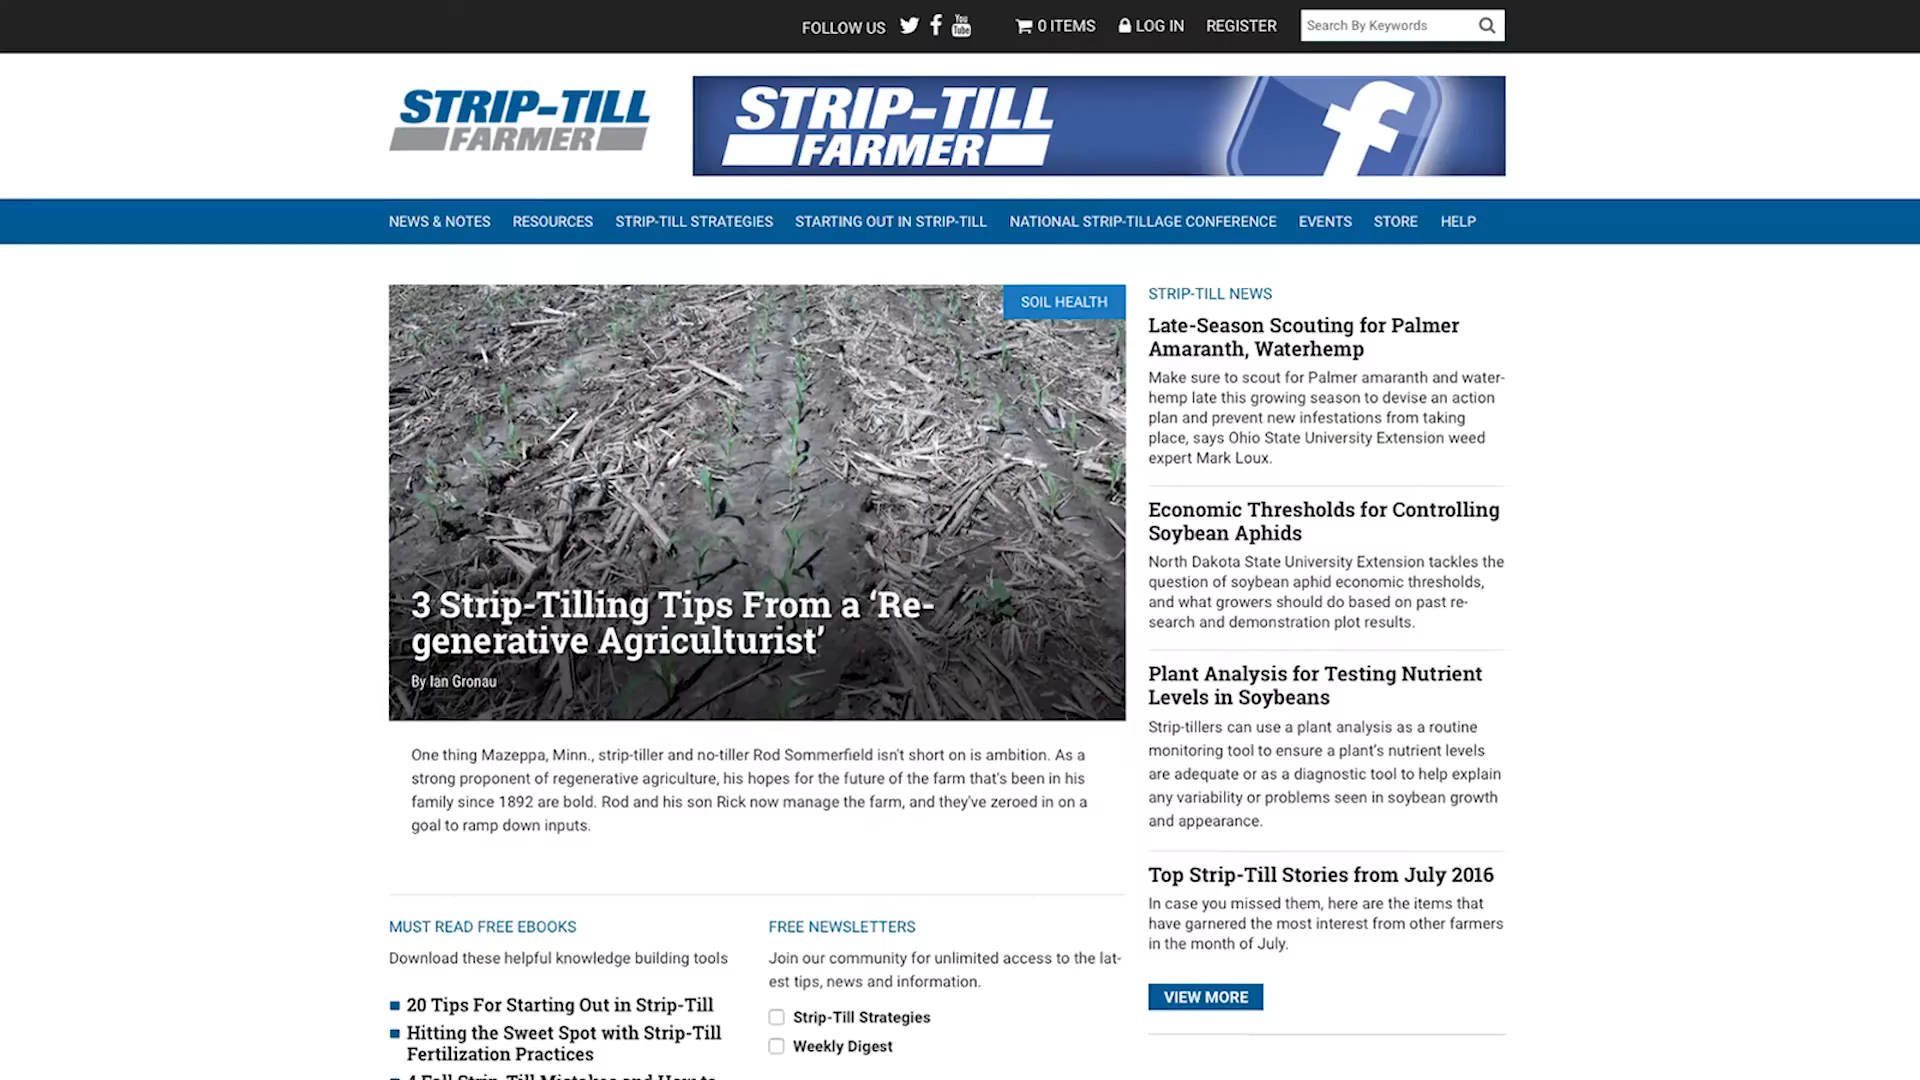 FOLLOW US
You
Tube
0 ITEMS
LOG IN
REGISTER
Search By Keywords
STRIP-TILL
FARMER
STRIP-TILL
FARMER
NEWS & NOTES
RESOURCES
STRIP-TILL STRATEGIES
STARTING OUT IN STRIP-TILL
NATIONAL STRIP-TILLAGE CONFERENCE
EVENTS
STORE
HELP
SOIL HEALTH
3 Strip-Tilling Tips From a ‘Re-
generative Agriculturist’
By Ian Gronau
One thing Mazeppa, Minn., strip-tiller and no-tiller Rod Sommerfield isn't short on is ambition. As a
strong proponent of regenerative agriculture, his hopes for the future of the farm that's been in his
family since 1892 are bold. Rod and his son Rick now manage the farm, and they've zeroed in on a
goal to ramp down inputs.
MUST READ FREE EBOOKS
Download these helpful knowledge building tools
20 Tips For Starting Out in Strip-Till
Hitting the Sweet Spot with Strip-Till
Fertilization Practices
4 Fall Strip-Till Mistakes and How to
FREE NEWSLETTERS
Join our community for unlimited access to the lat-
est tips, news and information.
Strip-Till Strategies
Weekly Digest
STRIP-TILL NEWS
Late-Season Scouting for Palmer
Amaranth, Waterhemp
Make sure to scout for Palmer amaranth and water-
hemp late this growing season to devise an action
plan and prevent new infestations from taking
place, says Ohio State University Extension weed
expert Mark Loux.
Economic Thresholds for Controlling
Soybean Aphids
North Dakota State University Extension tackles the
question of soybean aphid economic thresholds,
and what growers should do based on past re-
search and demonstration plot results.
Plant Analysis for Testing Nutrient
Levels in Soybeans
Strip-tillers can use a plant analysis as a routine
monitoring tool to ensure a plant’s nutrient levels
are adequate or as a diagnostic tool to help explain
any variability or problems seen in soybean growth
and appearance.
Top Strip-Till Stories from July 2016
In case you missed them, here are the items that
have garnered the most interest from other farmers
in the month of July.
VIEW MORE